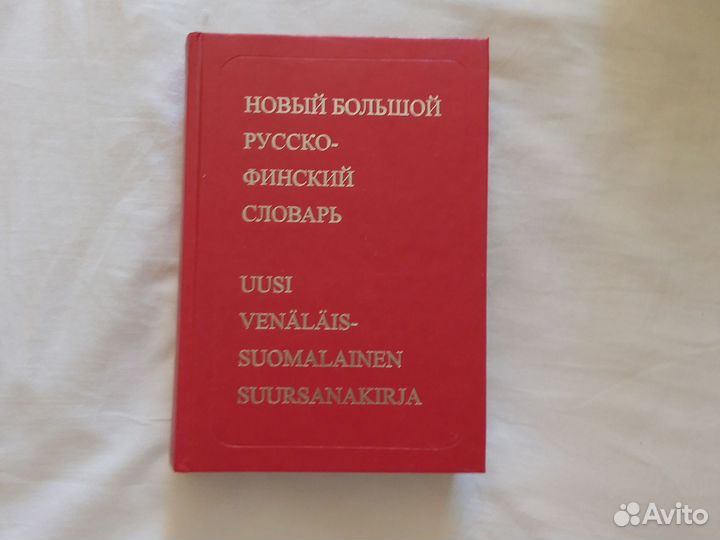 НОВЫЙ БОЛЬШОЙ
РУССКО-
ФИНСКИЙ
СЛОВАРЬ
UUSI
VENÄLÄIS-
SUOMALAINEN
SUURSANAKIRJA
Avito